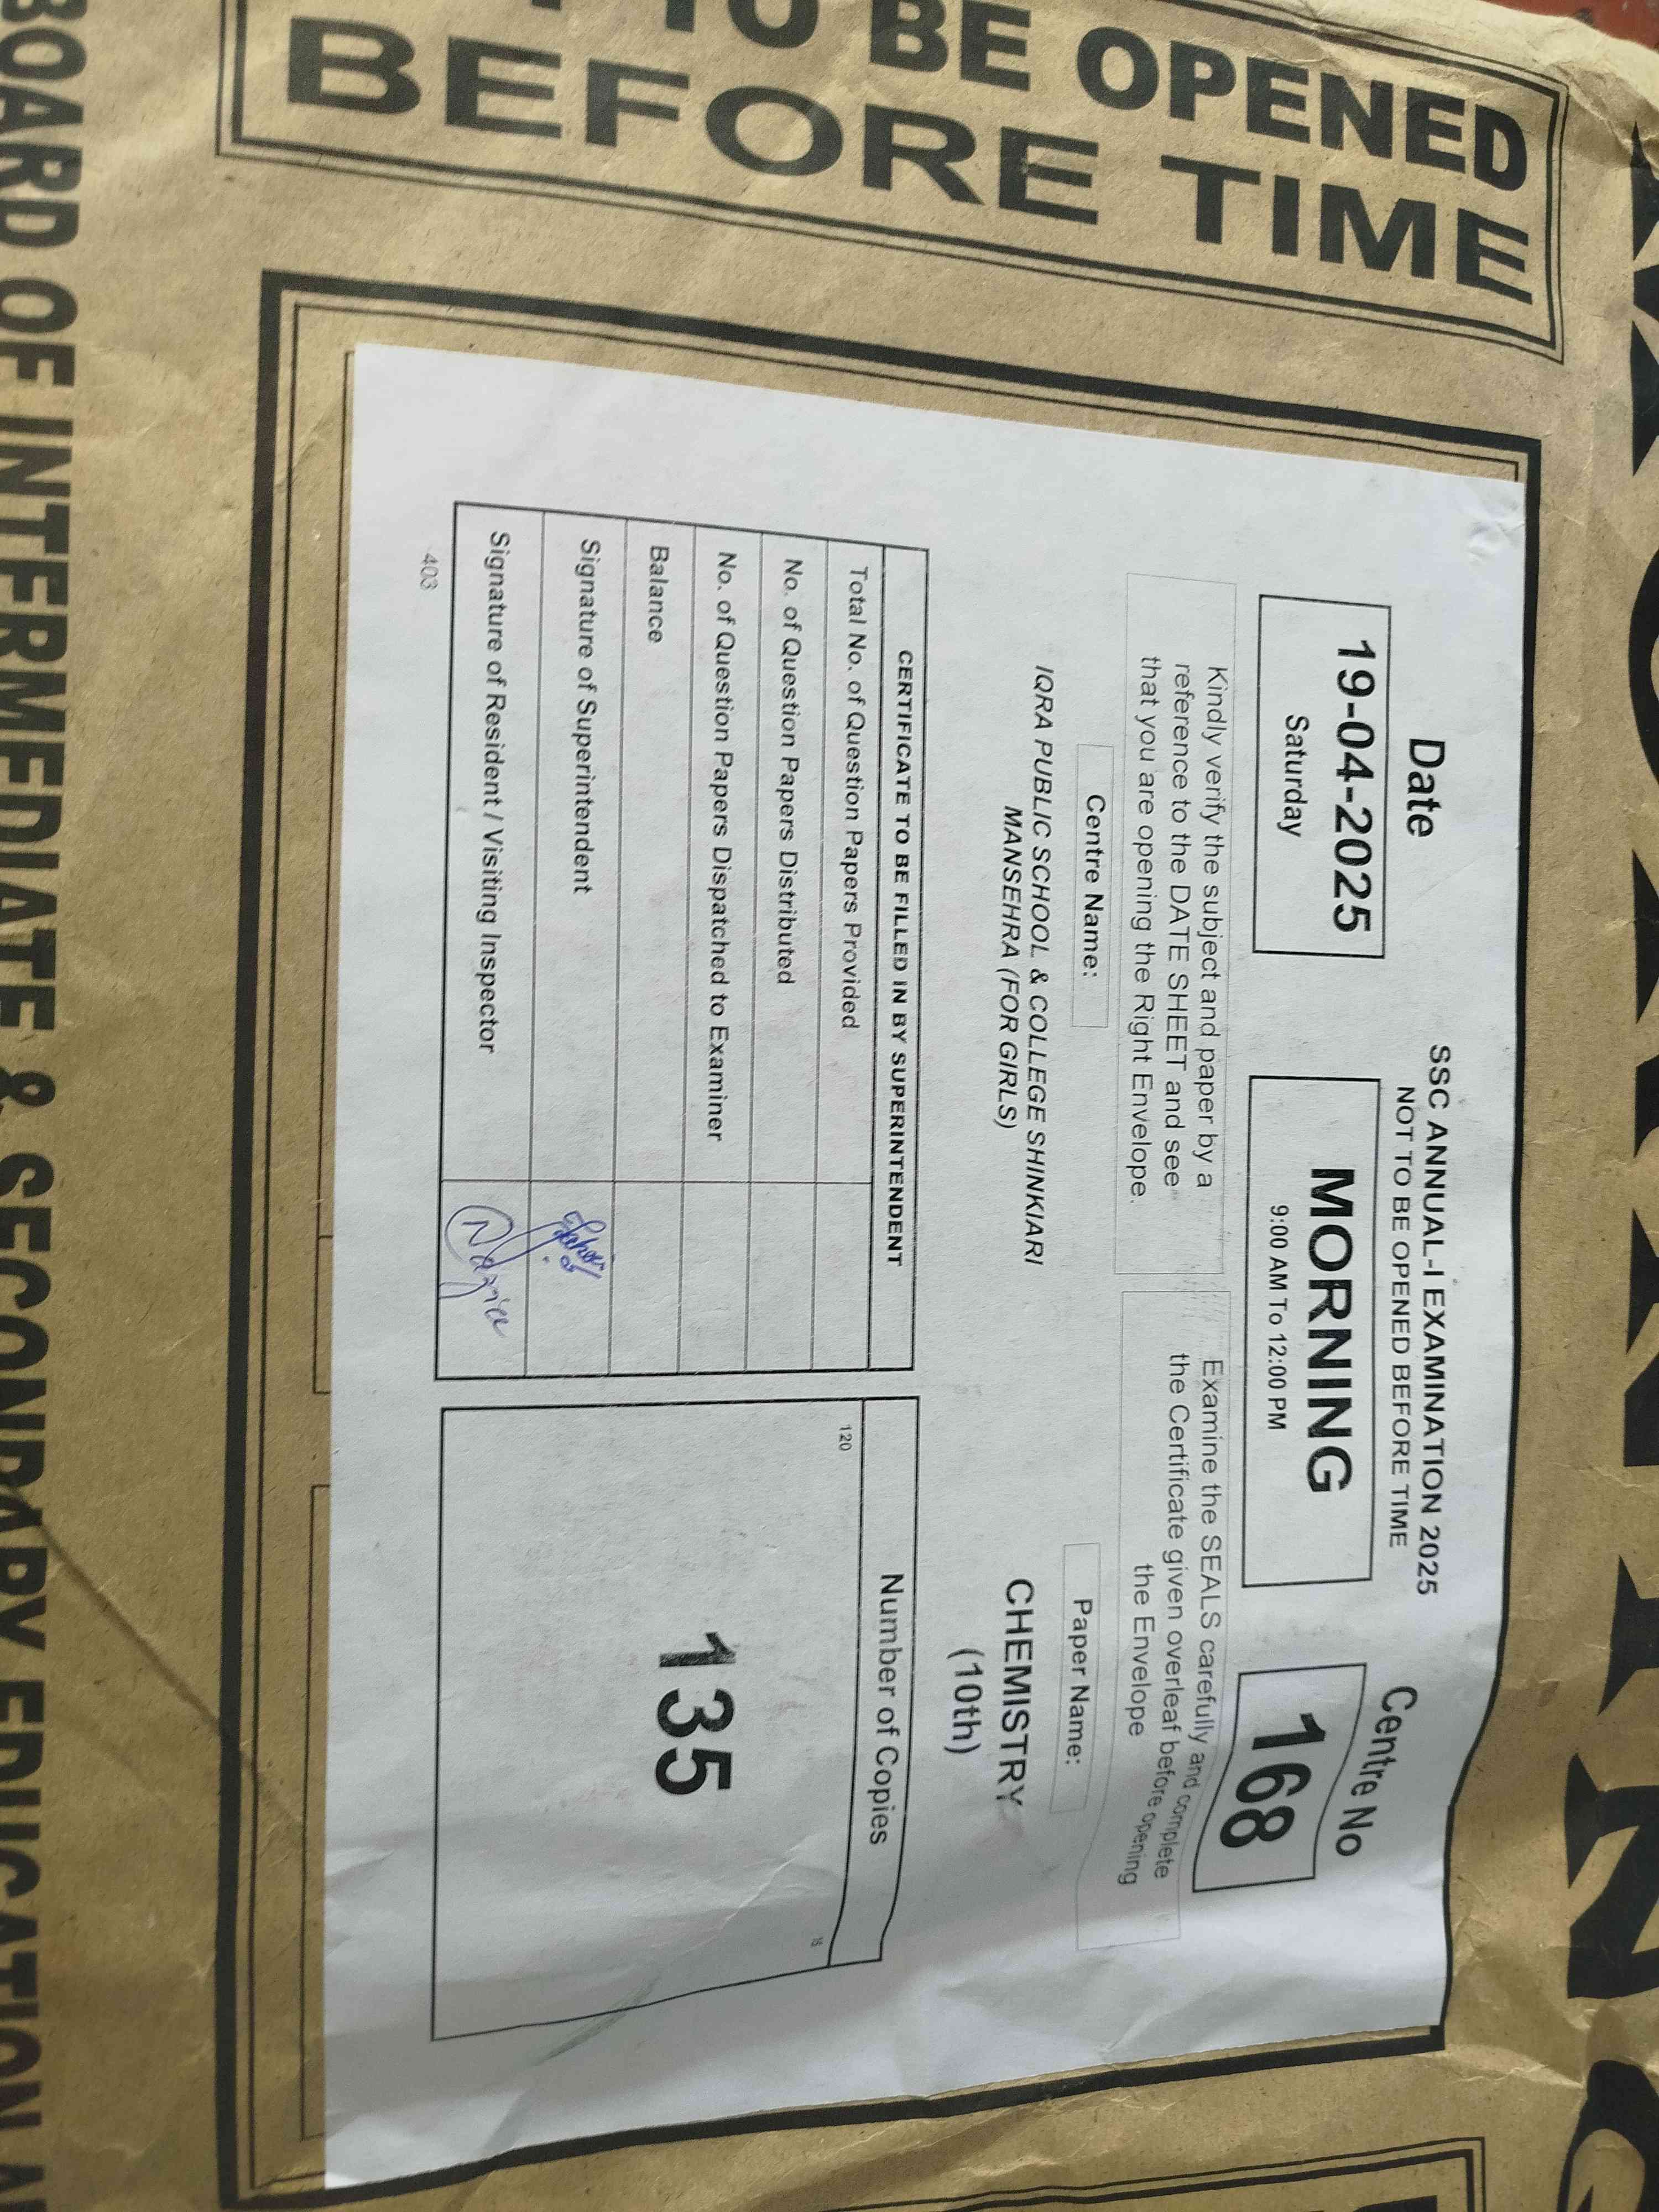 TO BE OPENED
BEFORE TIME
SSC ANNUAL-I EXAMINATION 2025
NOT TO BE OPENED BEFORE TIME
Date
19-04-2025
Saturday
MORNING
9:00 AM To 12:00 PM
Centre No
168
Kindly verify the subject and paper by a
reference to the DATE SHEET and see
that you are opening the Right Envelope.
Examine the SEALS carefully and complete
the Certificate given overleaf before opening
the Envelope
Centre Name:
IQRA PUBLIC SCHOOL & COLLEGE SHINKIARI
MANSEHRA (FOR GIRLS)
Paper Name:
CHEMISTRY
(10th)
CERTIFICATE TO BE FILLED IN BY SUPERINTENDENT
Total No. of Question Papers Provided
No. of Question Papers Distributed
No. of Question Papers Dispatched to Examiner
Balance
Signature of Superintendent
Signature of Resident / Visiting Inspector
Nazia
403
Number of Copies
120
15
135
BOARD OF INTERMEDIATE & SECONDARY EDUCATION